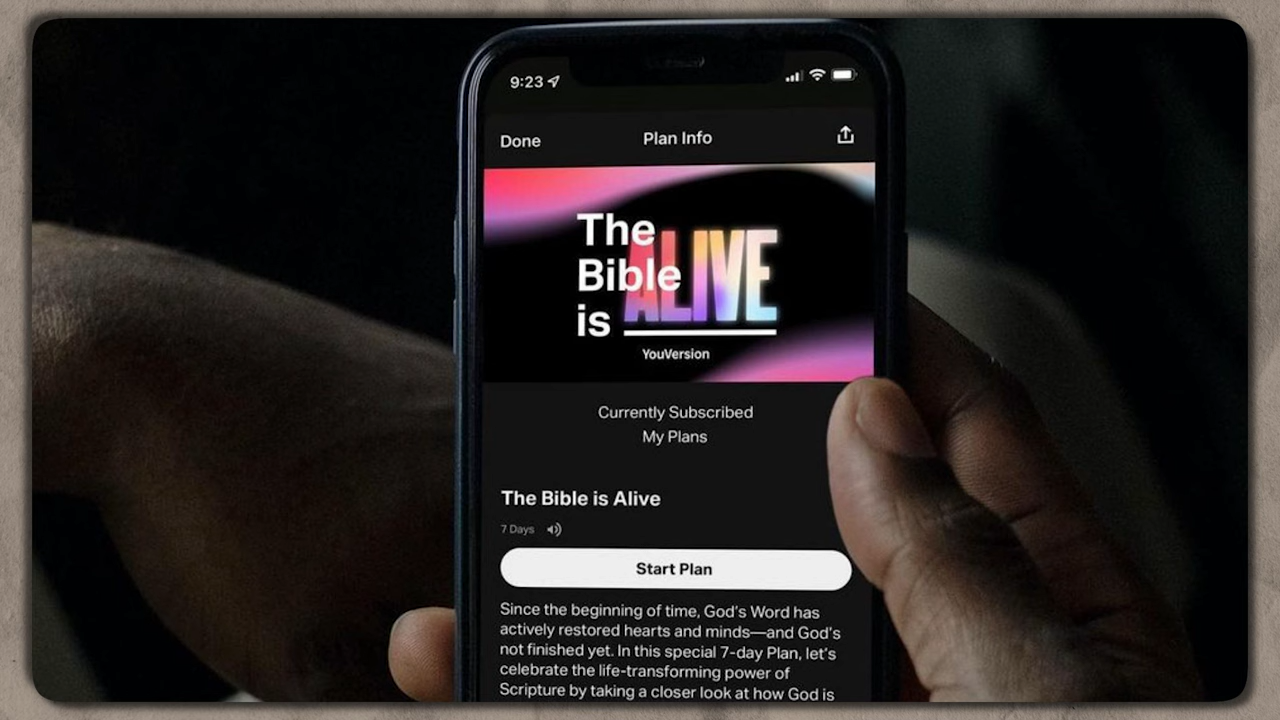 9:23
Done
Plan Info
The
Bible
is ALIVE
YouVersion
Currently Subscribed
My Plans
The Bible is Alive
7 Days
Start Plan
Since the beginning of time, God's Word has
actively restored hearts and minds—and God's
not finished yet. In this special 7-day Plan, let's
celebrate the life-transforming power of
Scripture by taking a closer look at how God is